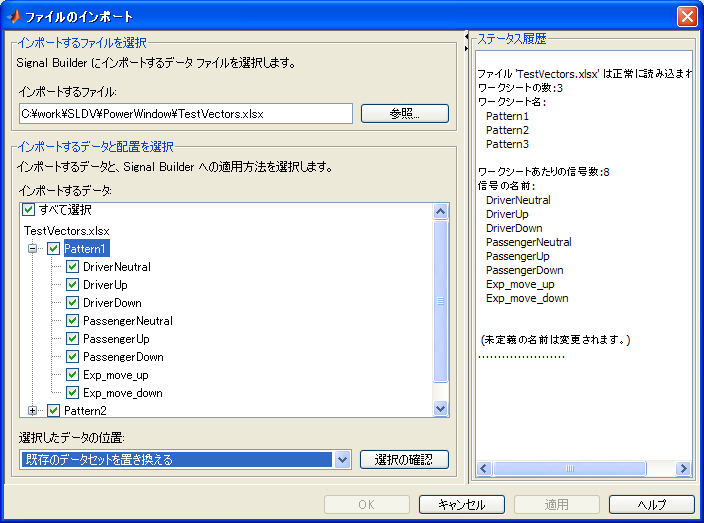 ファイルのインポート
インポートするファイルを選択
Signal Builder にインポートするデータ ファイルを選択します。
インポートするファイル:
C:¥work¥SLDV¥PowerWindow¥TestVectors.xlsx
参照...
インポートするデータと配置を選択
インポートするデータと、Signal Builder への適用方法を選択します。
インポートするデータ:
すべて選択
TestVectors.xlsx
Pattern1
DriverNeutral
DriverUp
DriverDown
PassengerNeutral
PassengerUp
PassengerDown
Exp_move_up
Exp_move_down
Pattern2
選択したデータの位置:
既存のデータセットを置き換える
選択の確認
ステータス履歴
ファイル 'TestVectors.xlsx' は正常に読み込まれ
ワークシートの数:3
ワークシート名:
Pattern1
Pattern2
Pattern3
ワークシートあたりの信号数:8
信号の名前:
DriverNeutral
DriverUp
DriverDown
PassengerNeutral
PassengerUp
PassengerDown
Exp_move_up
Exp_move_down
(未定義の名前は変更されます。)
......................
OK
キャンセル
適用
ヘルプ